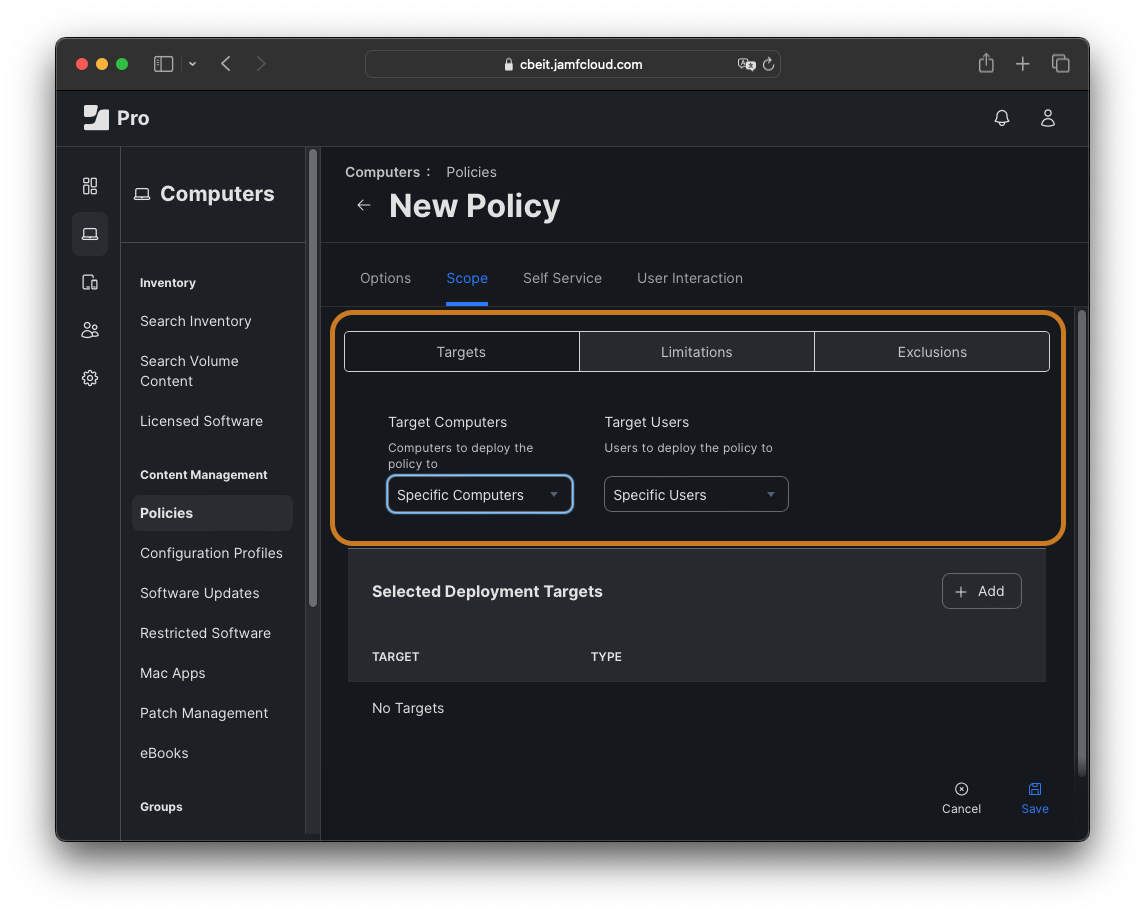 cbeit.jamfcloud.com
Pro
Computers
Inventory
Search Inventory
Search Volume
Content
Licensed Software
Content Management
Policies
Configuration Profiles
Software Updates
Restricted Software
Mac Apps
Patch Management
eBooks
Groups
Computers : Policies
New Policy
Options Scope Self Service User Interaction
Targets Limitations Exclusions
Target Computers
Computers to deploy the
policy to
Specific Computers
Target Users
Users to deploy the policy to
Specific Users
Selected Deployment Targets
Add
TARGET TYPE
No Targets
Cancel Save